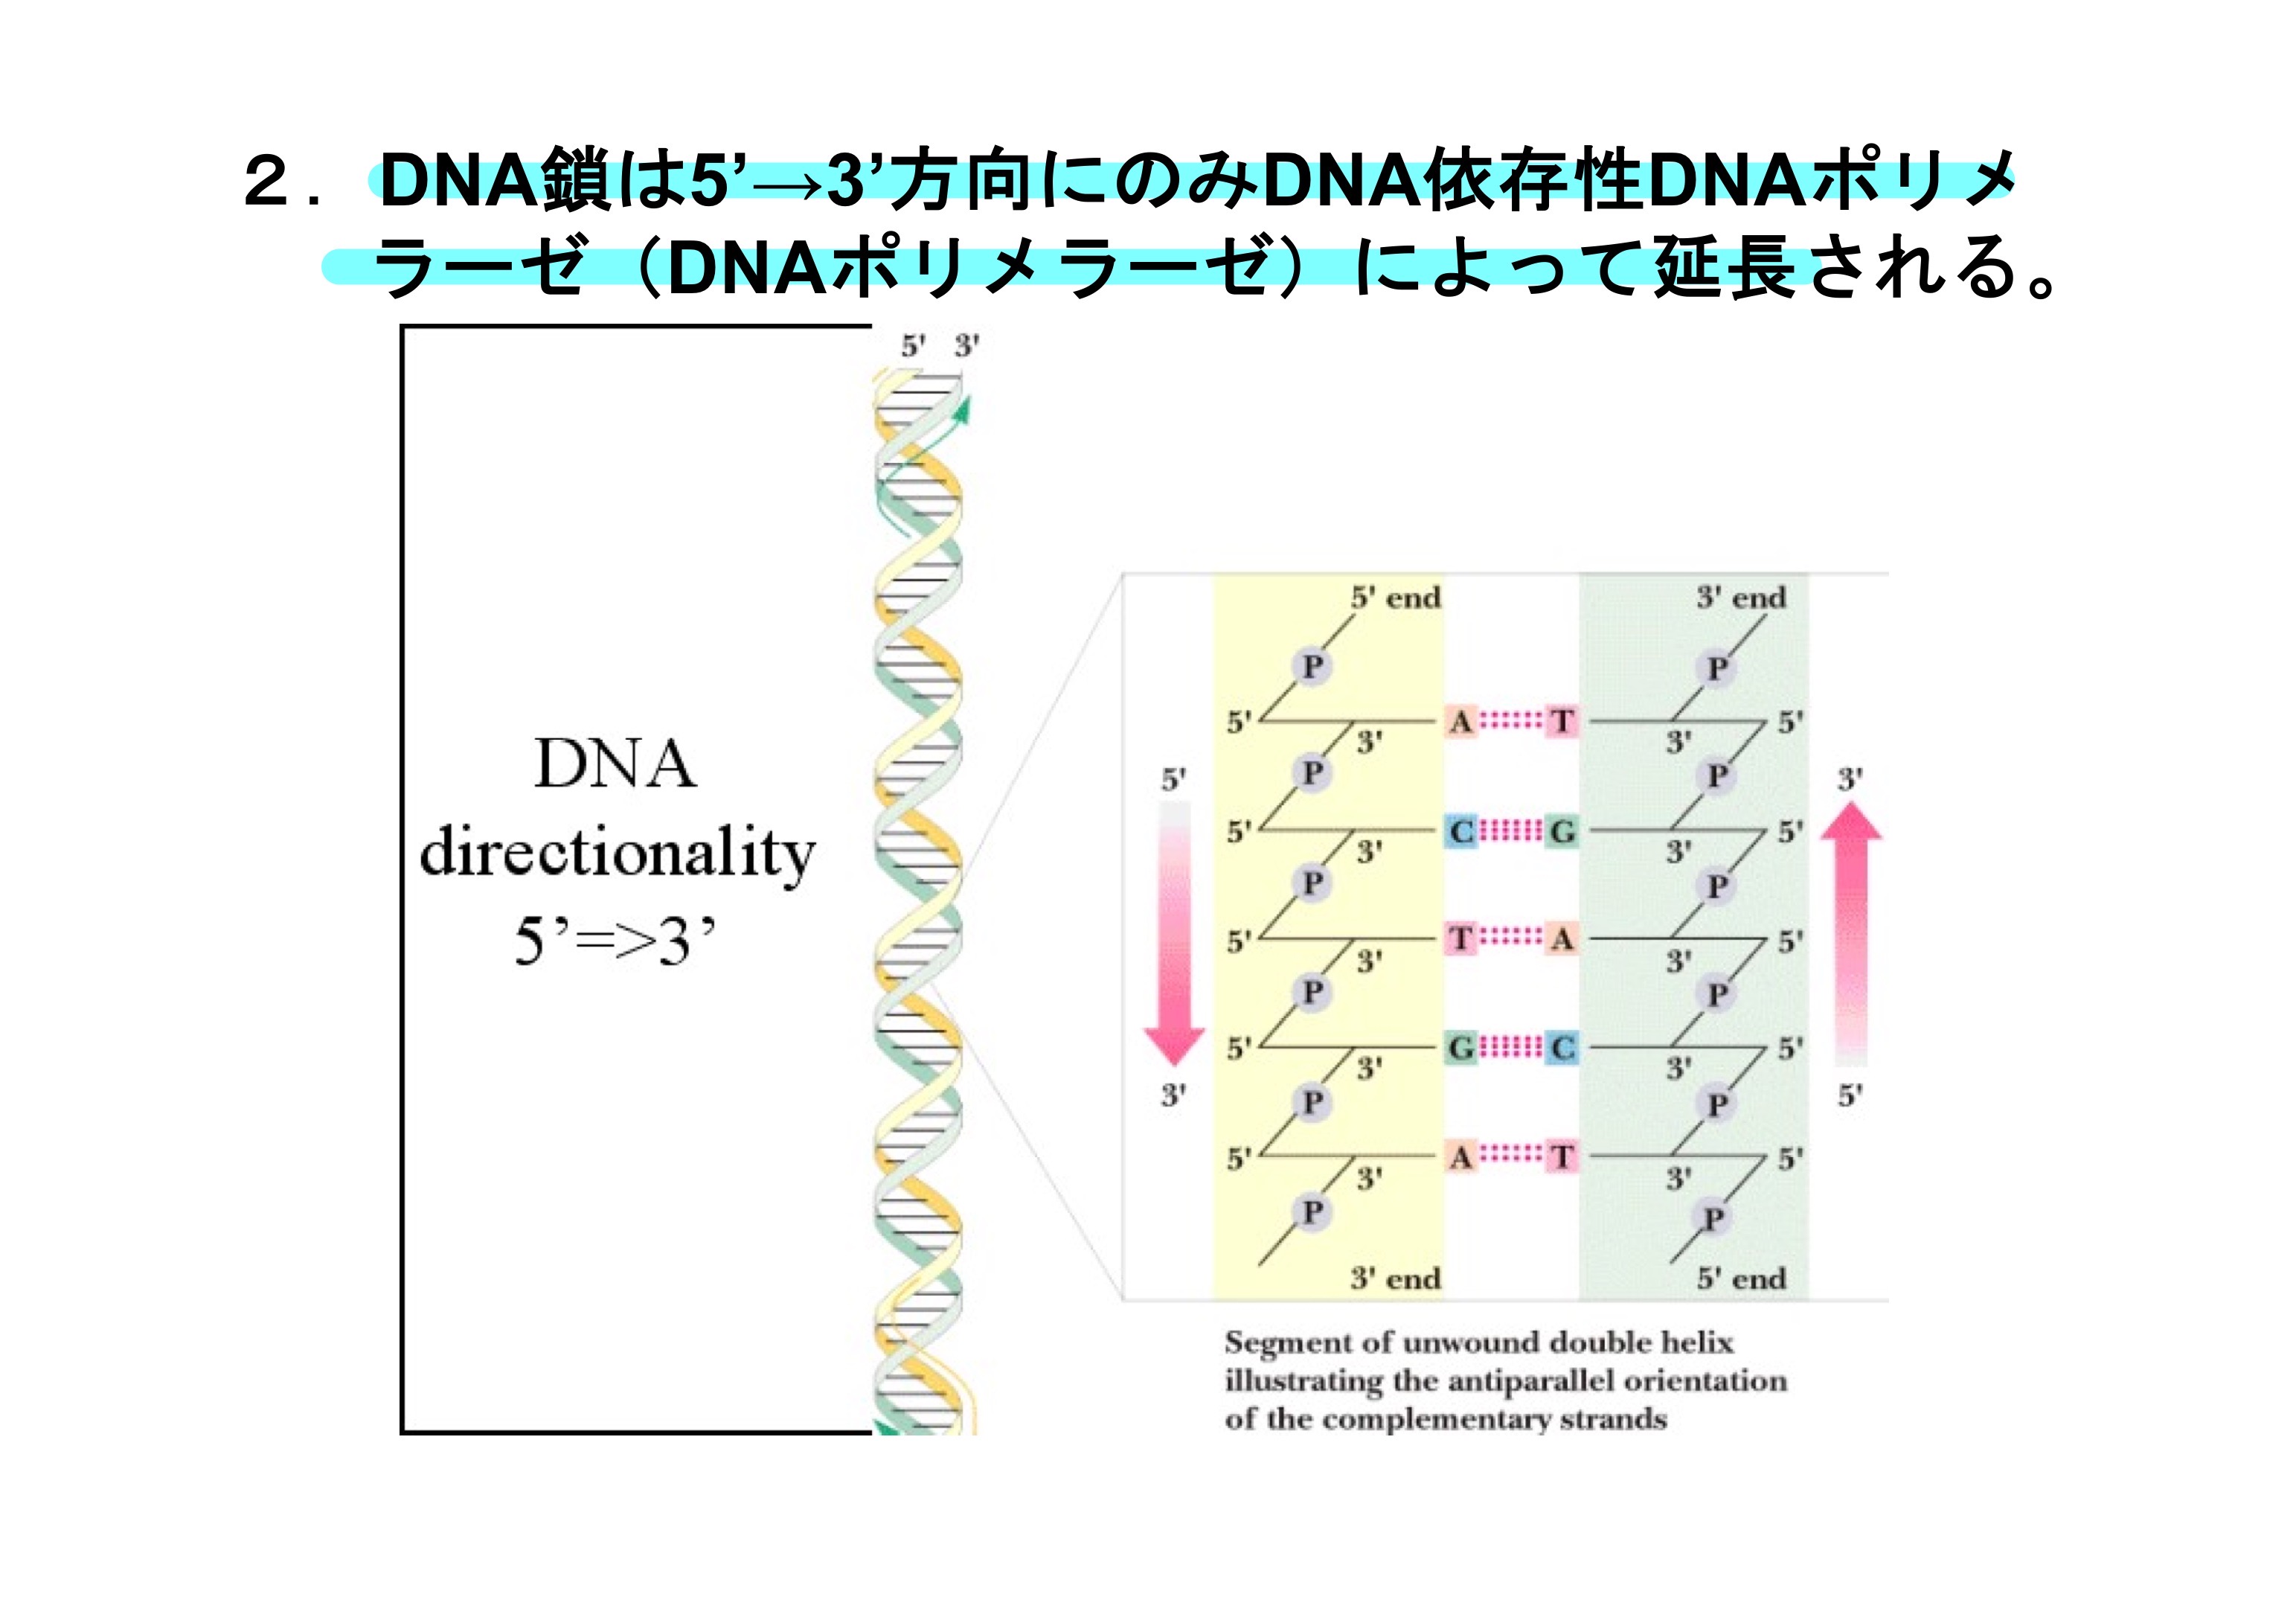 ２．　DNA鎖は5’→3’方向にのみDNA依存性DNAポリメ
ラーゼ（DNAポリメラーゼ）によって延長される。
5' 3'
DNA
directionality
5’=>3’
5' end 3' end
P P
5' A T 5'
3' 3'
5' P P 3'
5' C G 5'
3' 3'
P P
5' T A 5'
3' 3'
P P
5' G C 5'
3' 3'
3' P P 5'
5' A T 5'
3' 3'
P P
3' end 5' end
Segment of unwound double helix
illustrating the antiparallel orientation
of the complementary strands